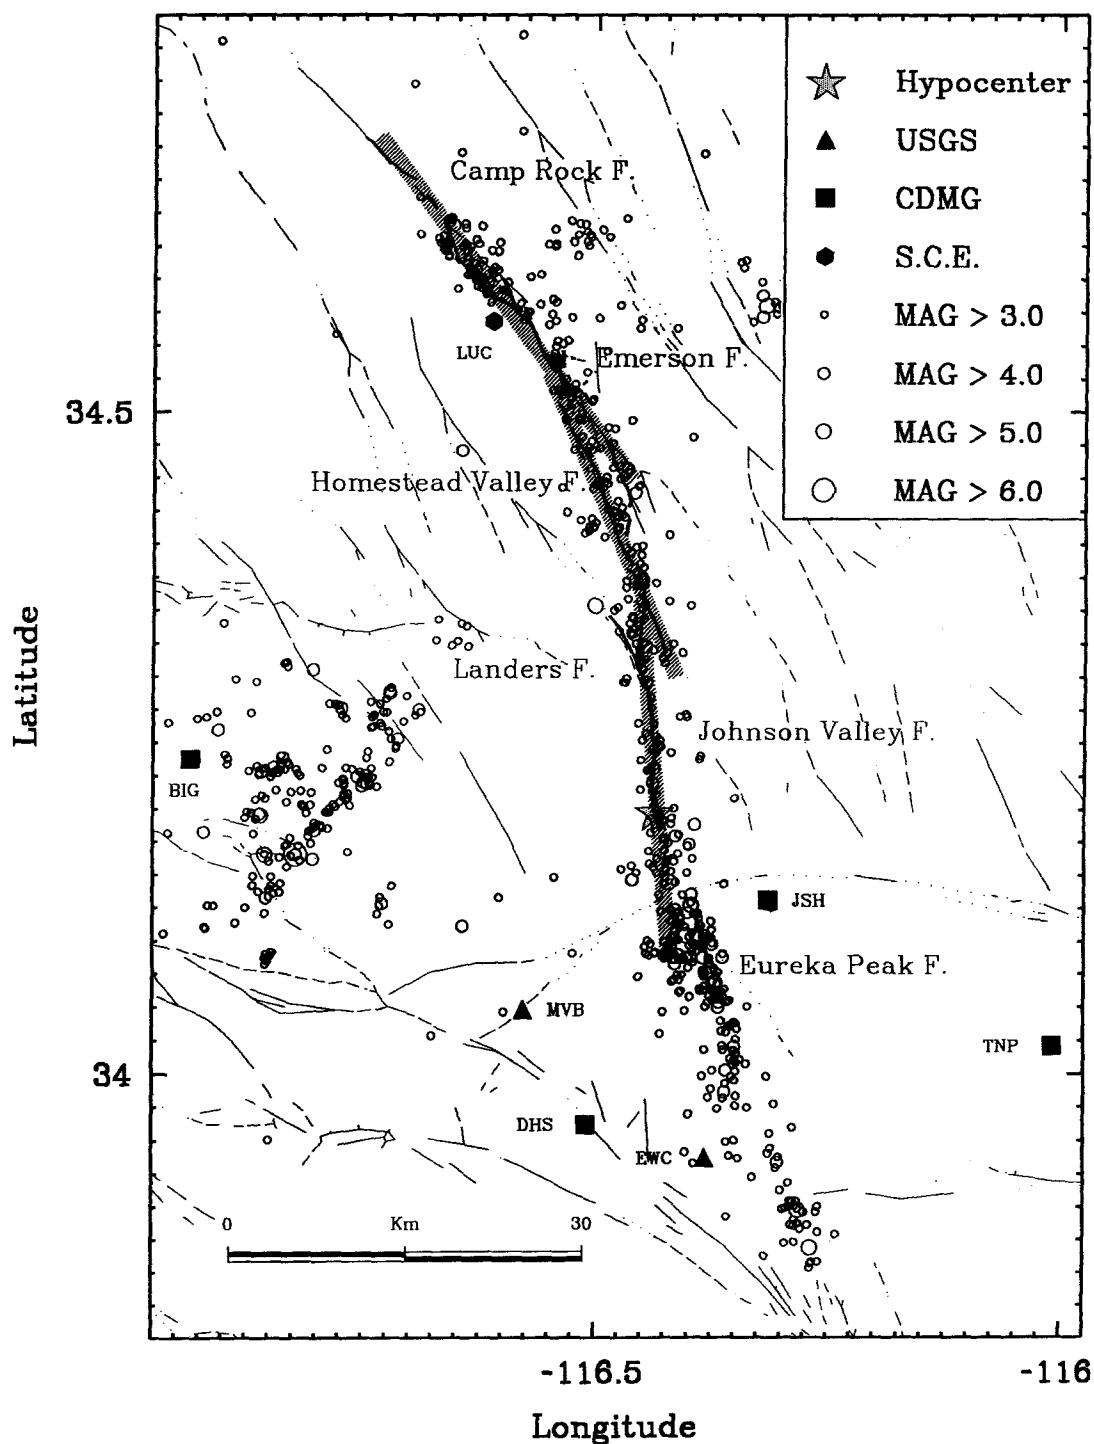 Hypocenter
USGS
CDMG
S.C.E.
MAG > 3.0
MAG > 4.0
MAG > 5.0
MAG > 6.0
Camp Rock F.
LUC
Emerson F.
34.5
Homestead Valley F.
Landers F.
Johnson Valley F.
BIG
JSH
Eureka Peak F.
MVB
TNP
34
DHS
EWC
0 Km 30
Latitude
-116.5
-116
Longitude